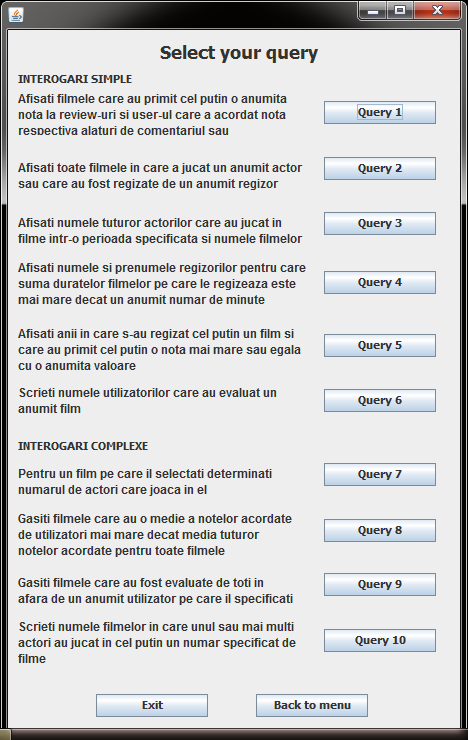 Select your query
INTEROGARI SIMPLE
Afisati filmele care au primit cel putin o anumita
nota la review-uri si user-ul care a acordat nota
respectiva alaturi de comentariul sau
Query 1
Afisati toate filmele in care a jucat un anumit actor
sau care au fost regizate de un anumit regizor
Query 2
Afisati numele tuturor actorilor care au jucat in
filme intr-o perioada specificata si numele filmelor
Query 3
Afisati numele si prenumele regizorilor pentru care
suma duratelor filmelor pe care le regizeaza este
mai mare decat un anumit numar de minute
Query 4
Afisati anii in care s-au regizat cel putin un film si
care au primit cel putin o nota mai mare sau egala
cu o anumita valoare
Query 5
Scrieti numele utilizatorilor care au evaluat un
anumit film
Query 6
INTEROGARI COMPLEXE
Pentru un film pe care il selectati determinati
numarul de actori care joaca in el
Query 7
Gasiti filmele care au o medie a notelor acordate
de utilizatori mai mare decat media tuturor
notelor acordate pentru toate filmele
Query 8
Gasiti filmele care au fost evaluate de toti in
afara de un anumit utilizator pe care il specificati
Query 9
Scrieti numele filmelor in care unul sau mai multi
actori au jucat in cel putin un numar specificat de
filme
Query 10
Exit
Back to menu